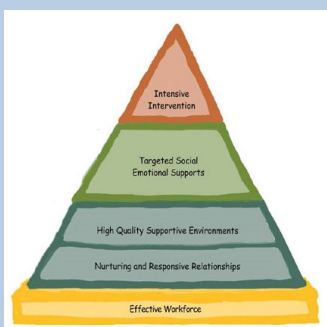 Intensive
Intervention
Targeted Social
Emotional Supports
High Quality Supportive Environments
Nurturing and Responsive Relationships
Effective Workforce